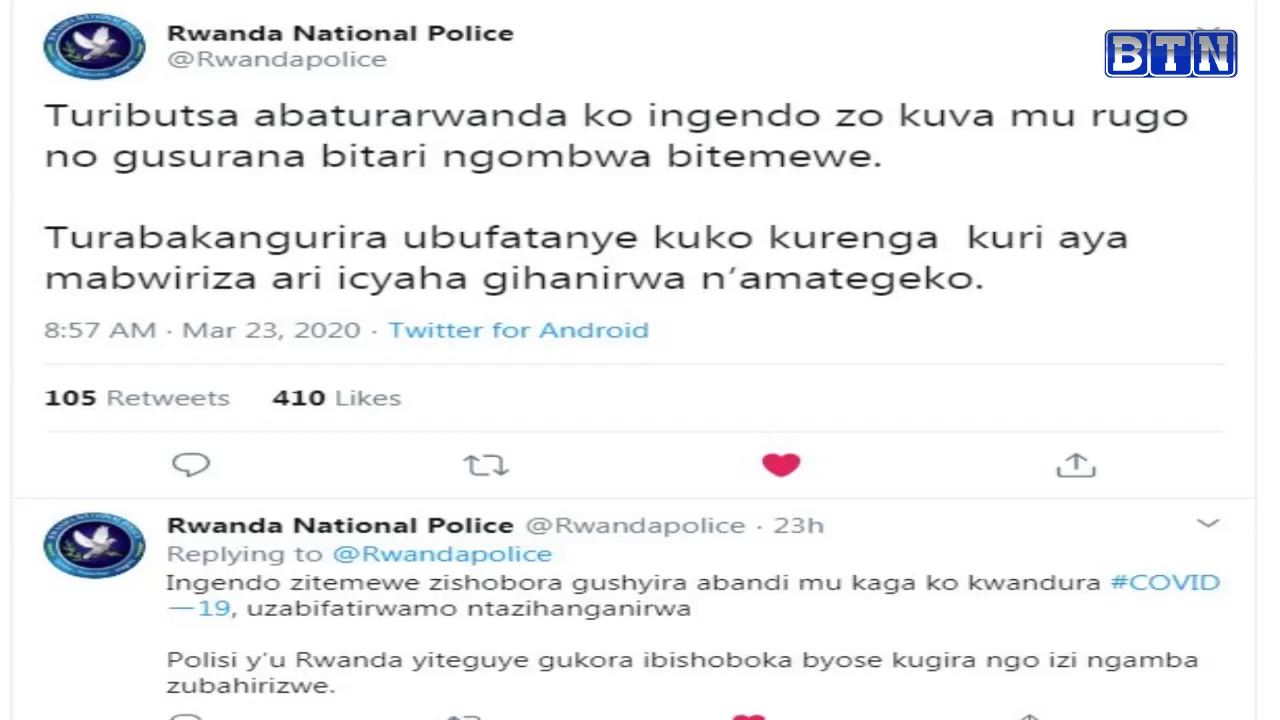 Rwanda National Police
@Rwandapolice
BTN
Tuributsa abaturarwanda ko ingendo zo kuva mu rugo
no gusurana bitari ngombwa bitemewe.
Turabakangurira ubufatanye kuko kurenga kuri aya
mabwiriza ari icyaha gihanirwa n’amategeko.
8:57 AM · Mar 23, 2020 · Twitter for Android
105 Retweets 410 Likes
Rwanda National Police @Rwandapolice · 23h
Replying to @Rwandapolice
Ingendo zitemewe zishobora gushyira abandi mu kaga ko kwandura #COVID
—19, uzabifatirwamo ntazihanganirwa
Polisi y’u Rwanda yiteguye gukora ibishoboka byose kugira ngo izi ngamba
zubahirizwe.